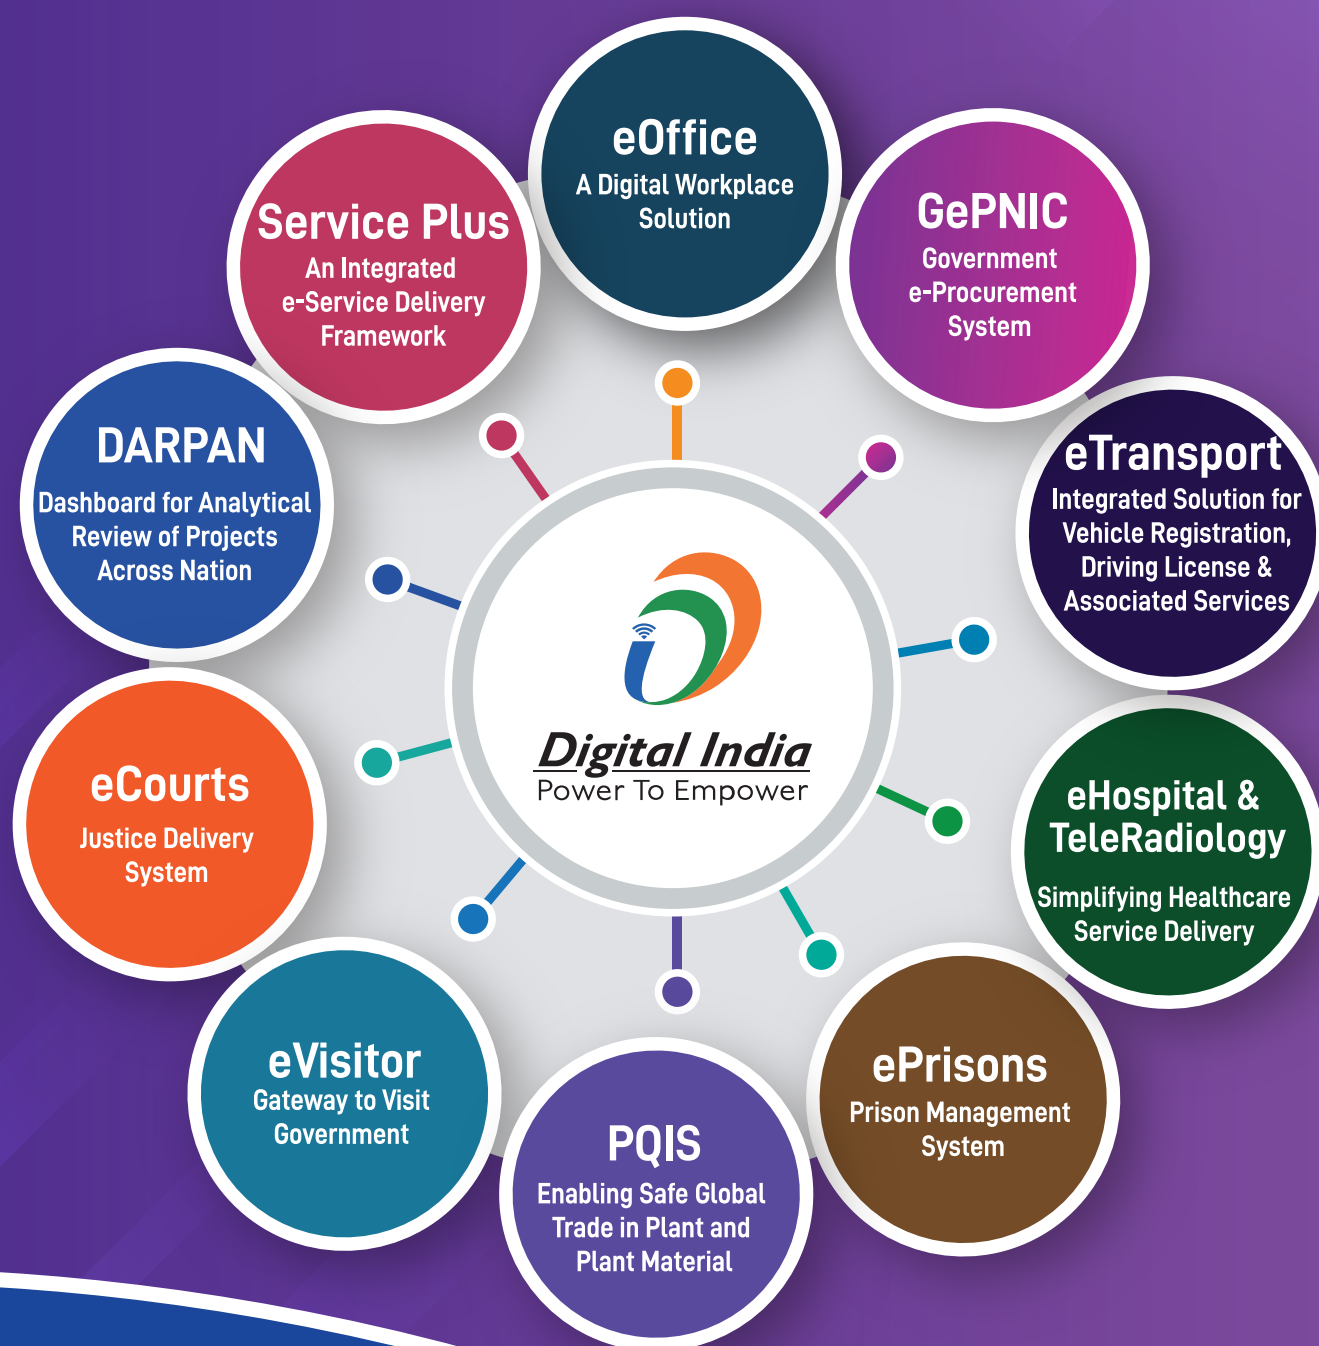 eOffice
A Digital Workplace
Solution
GePNIC
Government
e-Procurement
System
eTransport
Integrated Solution for
Vehicle Registration,
Driving License &
Associated Services
eHospital &
TeleRadiology
Simplifying Healthcare
Service Delivery
ePrisons
Prison Management
System
PQIS
Enabling Safe Global
Trade in Plant and
Plant Material
eVisitor
Gateway to Visit
Government
eCourts
Justice Delivery
System
DARPAN
Dashboard for Analytical
Review of Projects
Across Nation
Service Plus
An Integrated
e-Service Delivery
Framework
Digital India
Power To Empower